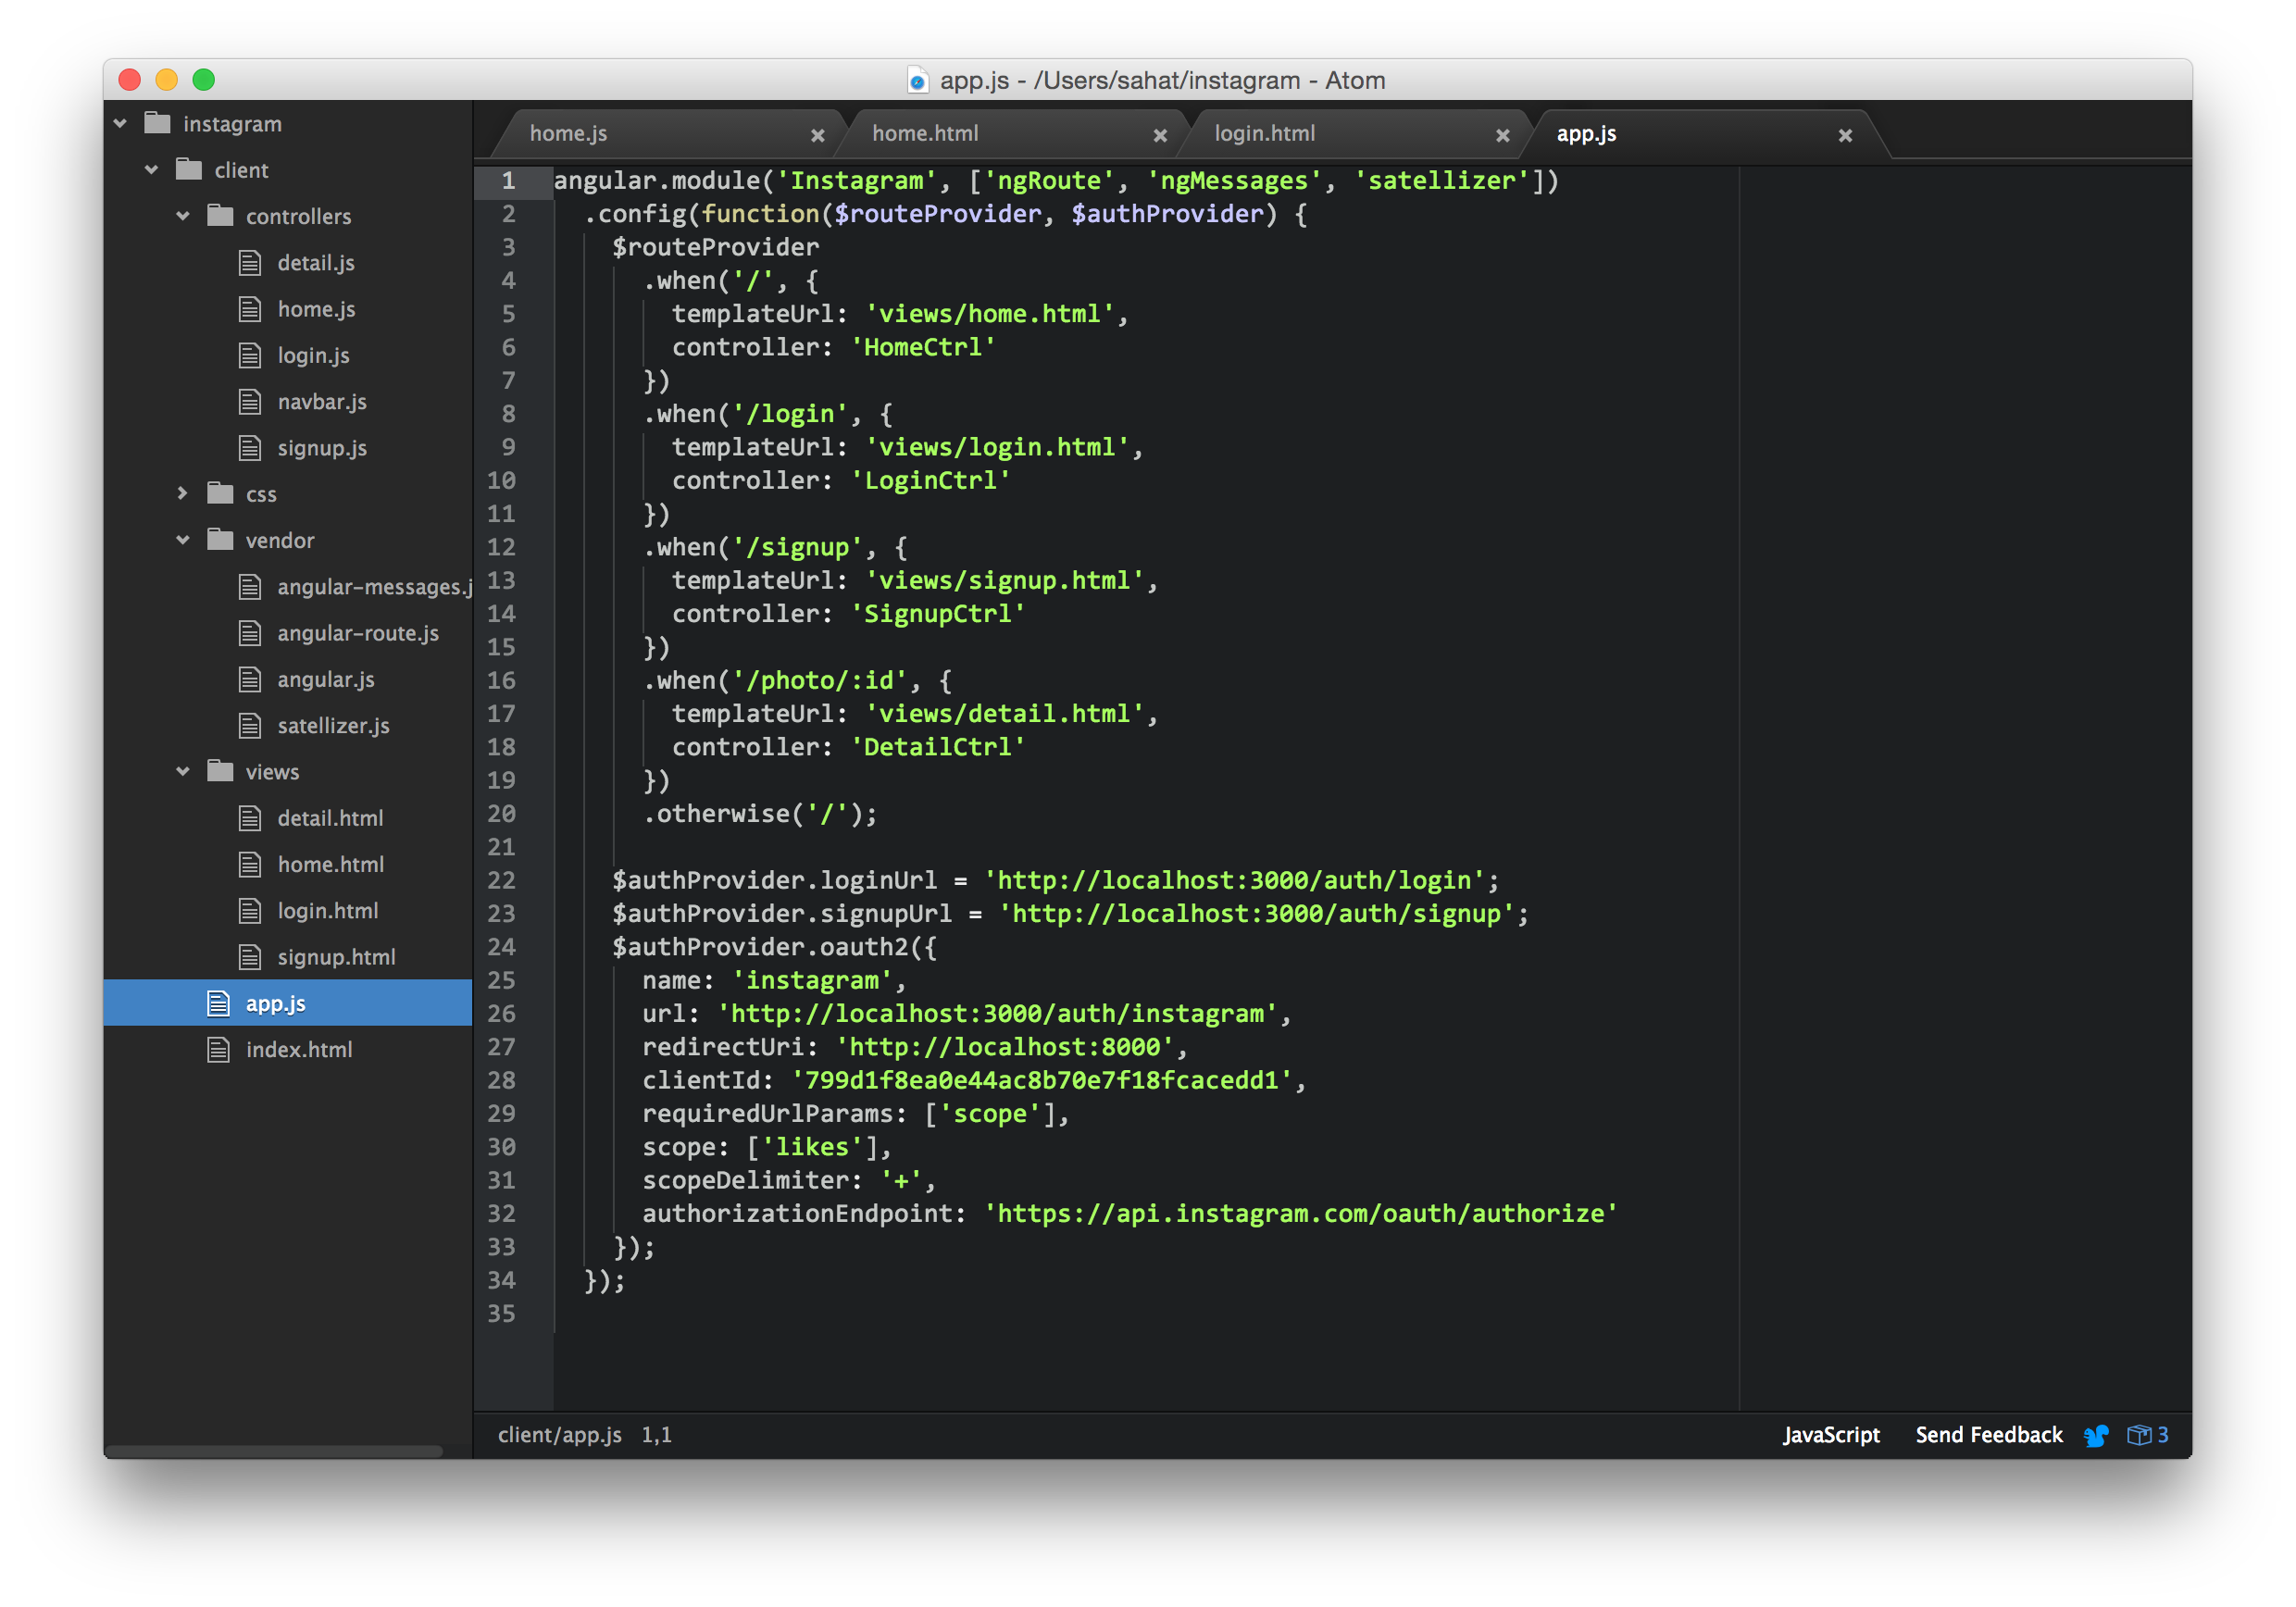 app.js - /Users/sahat/instagram - Atom
instagram
client
controllers
detail.js
home.js
login.js
navbar.js
signup.js
css
vendor
angular-messages.j
angular-route.js
angular.js
satellizer.js
views
detail.html
home.html
login.html
signup.html
app.js
index.html
home.js home.html login.html app.js
1 angular.module('Instagram', ['ngRoute', 'ngMessages', 'satellizer'])
2 .config(function($routeProvider, $authProvider) {
3 $routeProvider
4 .when('/', {
5 templateUrl: 'views/home.html',
6 controller: 'HomeCtrl'
7 })
8 .when('/login', {
9 templateUrl: 'views/login.html',
10 controller: 'LoginCtrl'
11 })
12 .when('/signup', {
13 templateUrl: 'views/signup.html',
14 controller: 'SignupCtrl'
15 })
16 .when('/photo/:id', {
17 templateUrl: 'views/detail.html',
18 controller: 'DetailCtrl'
19 })
20 .otherwise('/');
21
22 $authProvider.loginUrl = 'http://localhost:3000/auth/login';
23 $authProvider.signupUrl = 'http://localhost:3000/auth/signup';
24 $authProvider.oauth2({
25 name: 'instagram',
26 url: 'http://localhost:3000/auth/instagram',
27 redirectUri: 'http://localhost:8000',
28 clientId: '799d1f8ea0e44ac8b70e7f18fcacedd1',
29 requiredUrlParams: ['scope'],
30 scope: ['likes'],
31 scopeDelimiter: '+',
32 authorizationEndpoint: 'https://api.instagram.com/oauth/authorize'
33 });
34 });
35
client/app.js 1,1 JavaScript Send Feedback 3